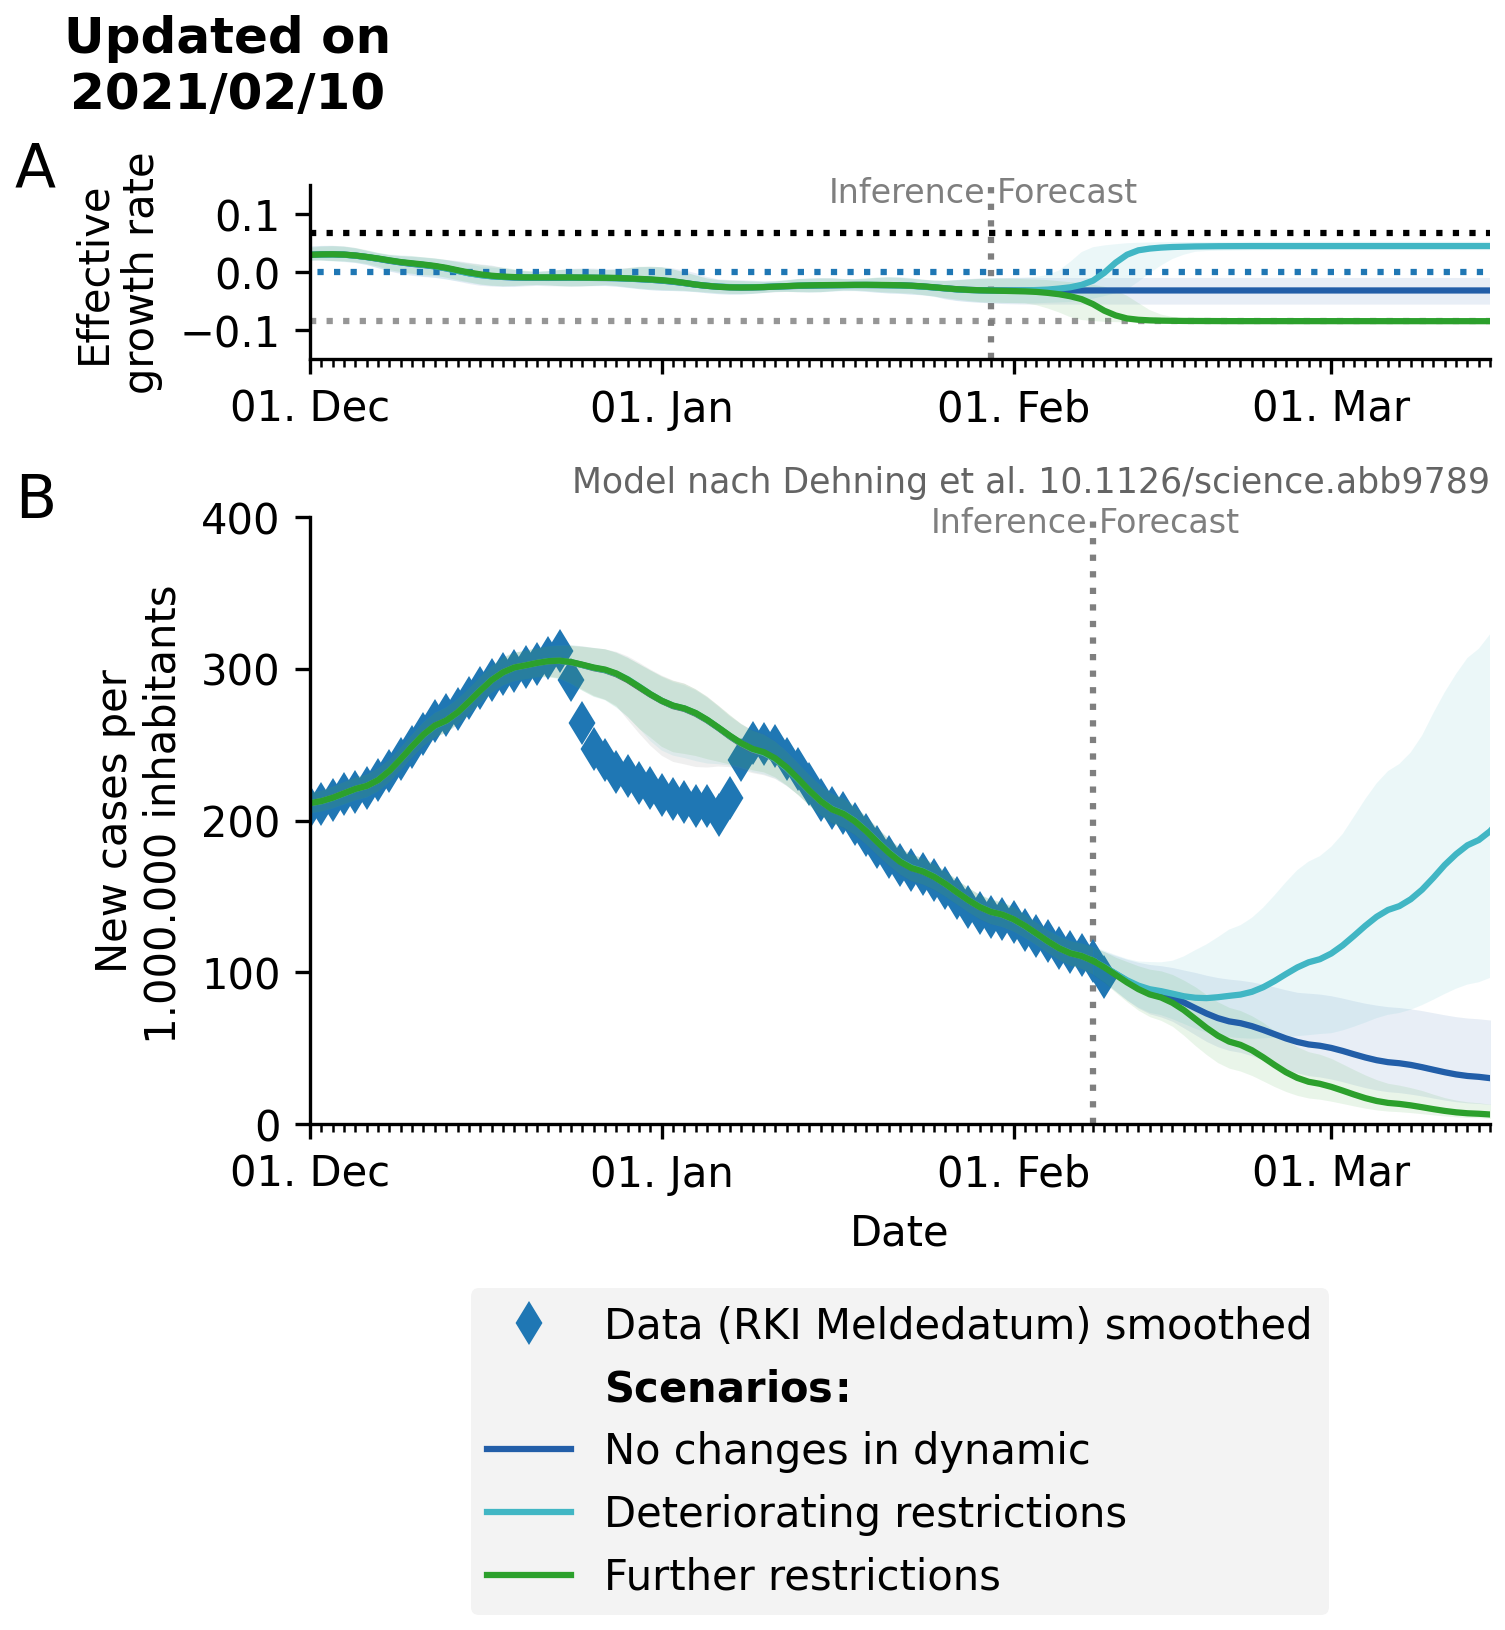 Updated on
2021/02/10
A
Effective
growth rate
Inference Forecast
0.1
0.0
−0.1
01. Dec 01. Jan 01. Feb 01. Mar
B
Model nach Dehning et al. 10.1126/science.abb9789
Inference Forecast
New cases per
1.000.000 inhabitants
400
300
200
100
0
01. Dec 01. Jan 01. Feb 01. Mar
Date
Data (RKI Meldedatum) smoothed
Scenarios:
No changes in dynamic
Deteriorating restrictions
Further restrictions